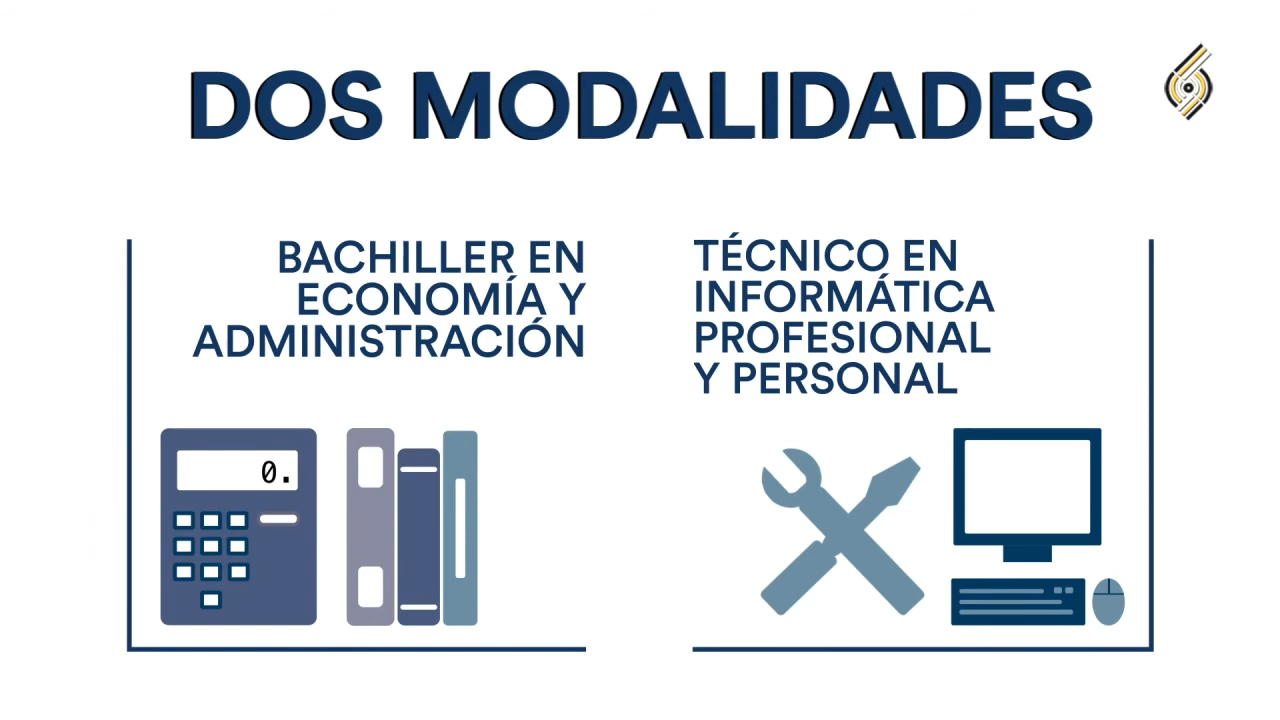 DOS MODALIDADES
BACHILLER EN
ECONOMÍA Y
ADMINISTRACIÓN
TÉCNICO EN
INFORMÁTICA
PROFESIONAL
Y PERSONAL
0.